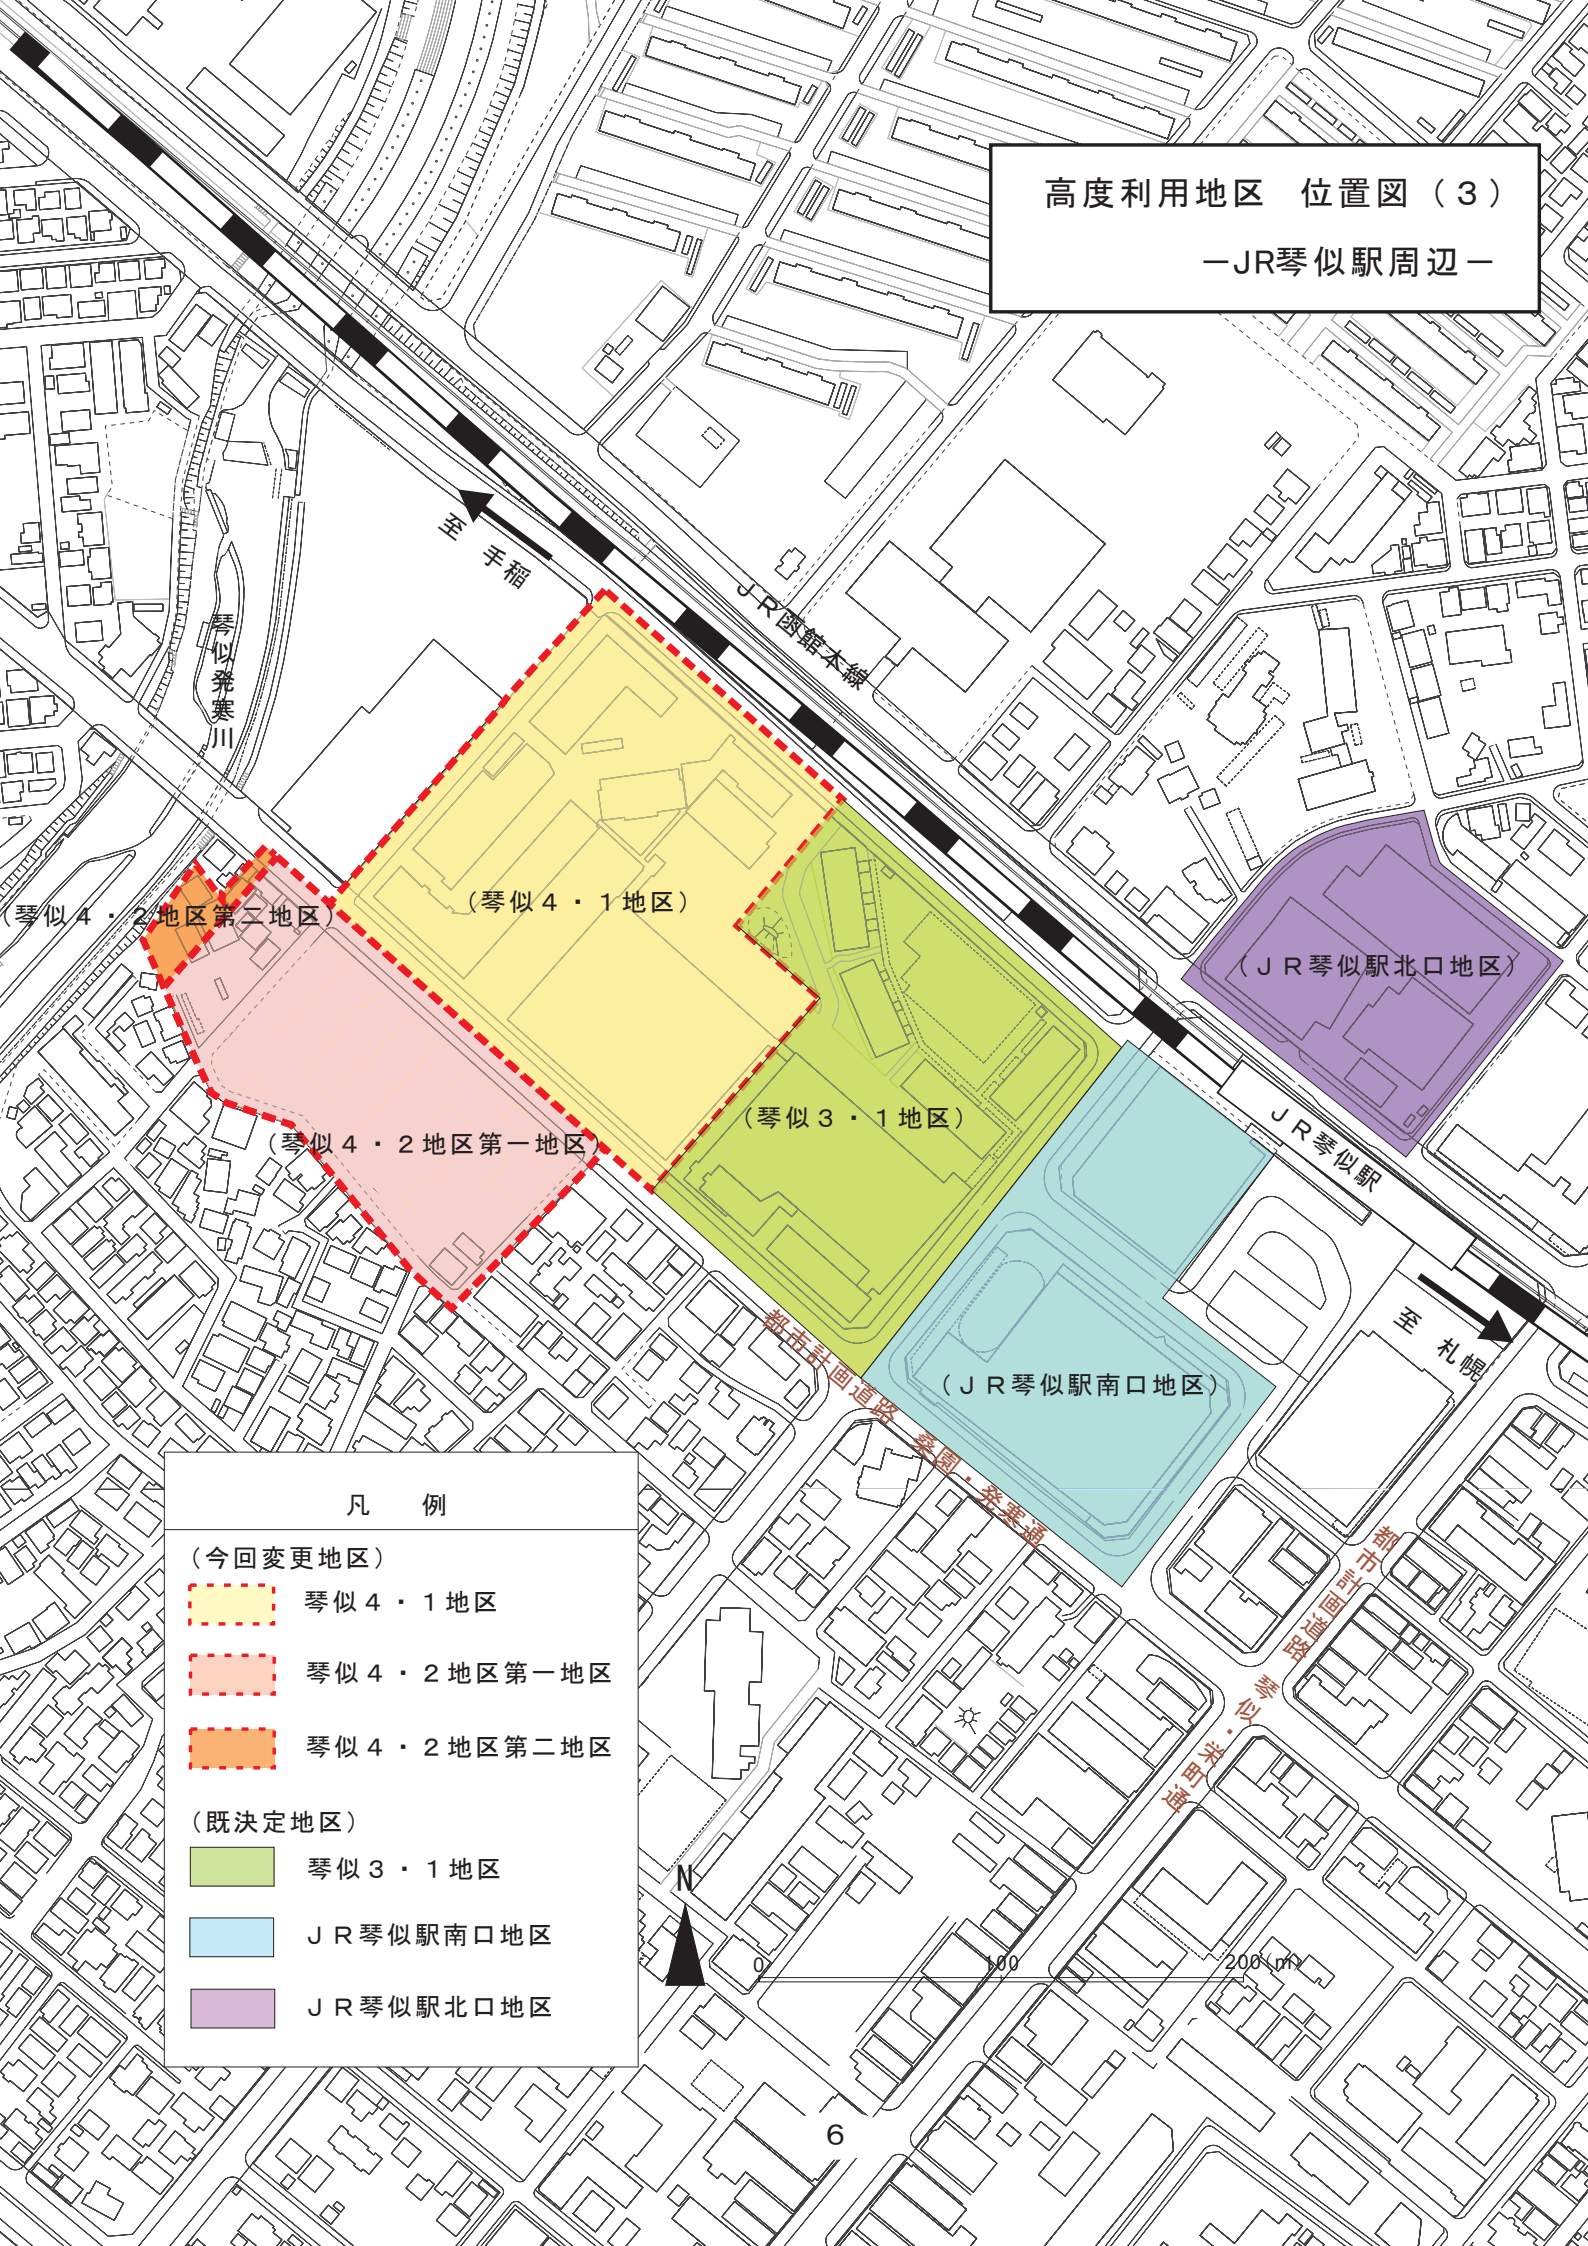 高度利用地区　位置図（３）
－JR琴似駅周辺－
至　手稲
ＪＲ函館本線
琴似発寒川
（琴似４・１地区）
（琴似４・２地区第二地区）
（ＪＲ琴似駅北口地区）
（琴似３・１地区）
（琴似４・２地区第一地区）
ＪＲ琴似駅
至　札幌
都市計画道路　桑園・発寒通
（ＪＲ琴似駅南口地区）
都市計画道路　琴似・栄町通
凡　例
（今回変更地区）
琴似４・１地区
琴似４・２地区第一地区
琴似４・２地区第二地区
（既決定地区）
琴似３・１地区
ＪＲ琴似駅南口地区
ＪＲ琴似駅北口地区
N
0 100 200(m)
6